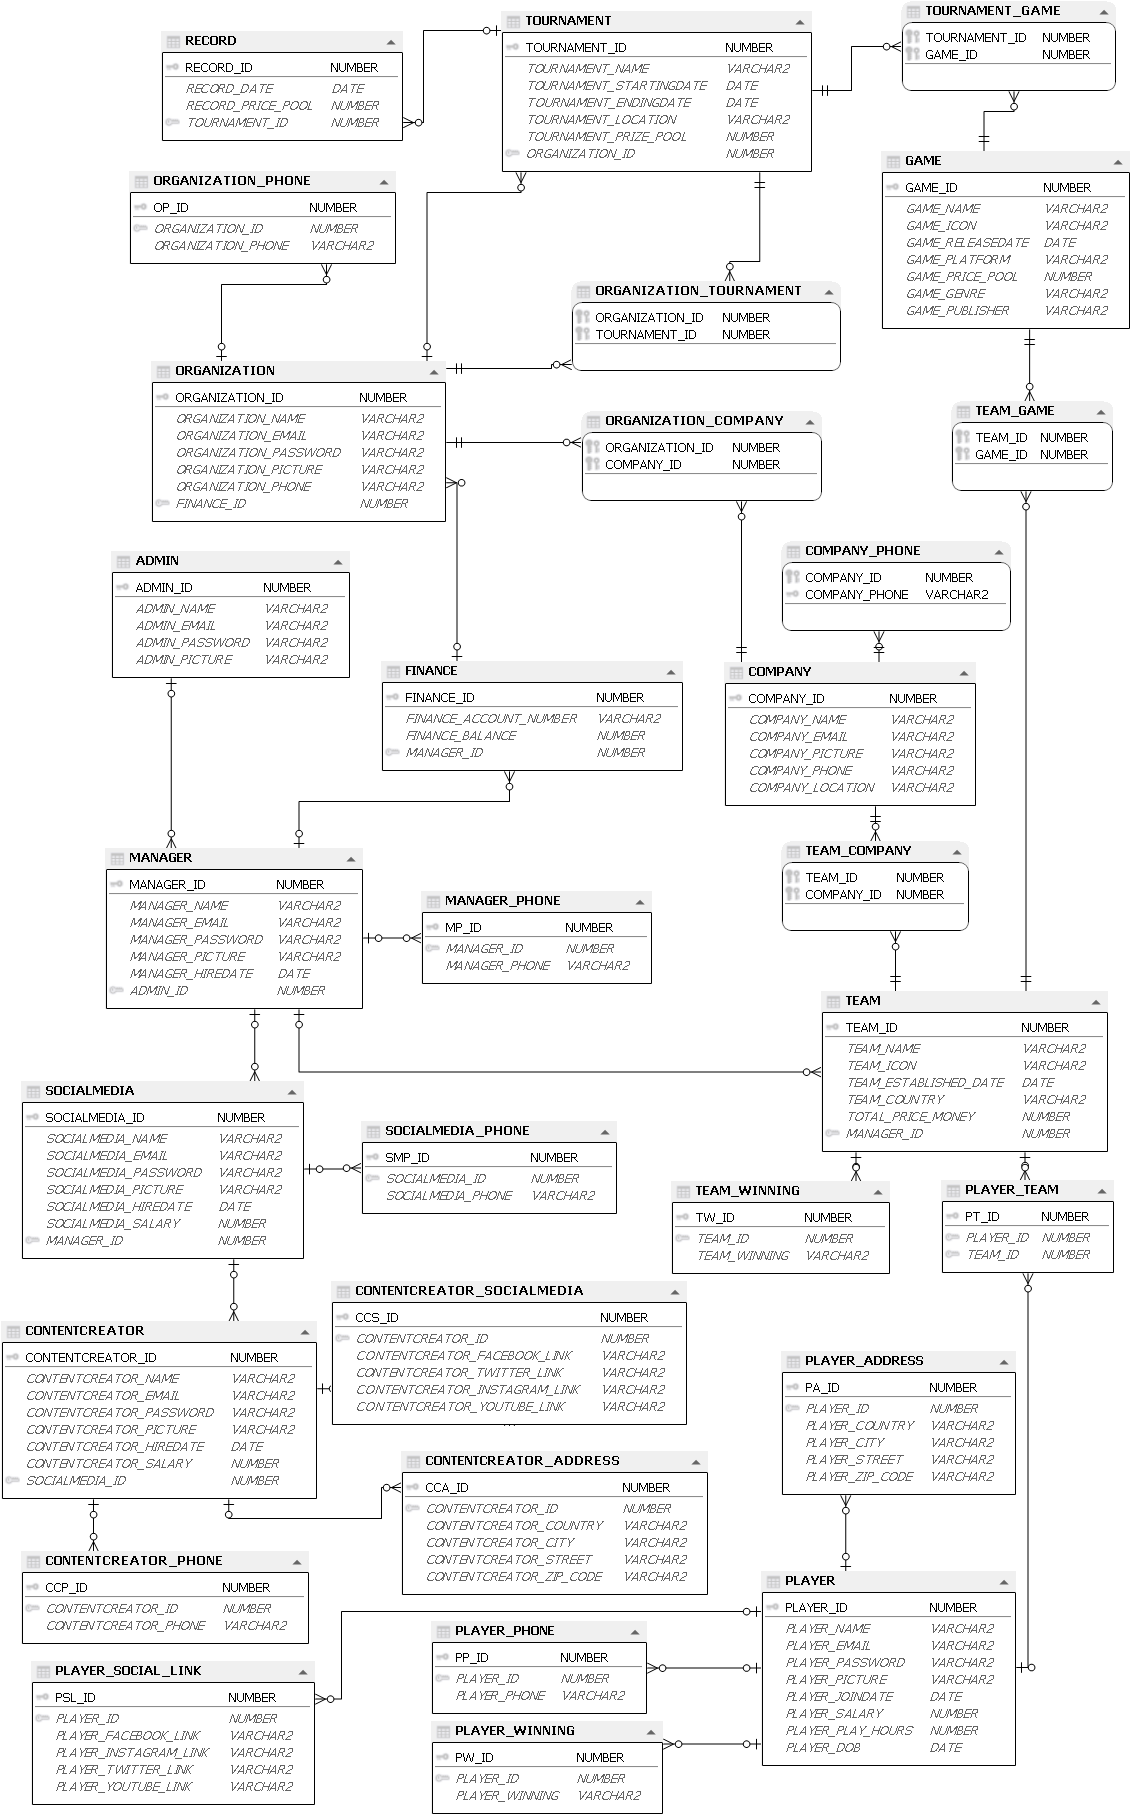 RECORD
RECORD_ID NUMBER
RECORD_DATE DATE
RECORD_PRICE_POOL NUMBER
TOURNAMENT_ID NUMBER
TOURNAMENT
TOURNAMENT_ID NUMBER
TOURNAMENT_NAME VARCHAR2
TOURNAMENT_STARTINGDATE DATE
TOURNAMENT_ENDINGDATE DATE
TOURNAMENT_LOCATION VARCHAR2
TOURNAMENT_PRIZE_POOL NUMBER
ORGANIZATION_ID NUMBER
TOURNAMENT_GAME
TOURNAMENT_ID NUMBER
GAME_ID NUMBER
GAME
GAME_ID NUMBER
GAME_NAME VARCHAR2
GAME_ICON VARCHAR2
GAME_RELEASEDATE DATE
GAME_PLATFORM VARCHAR2
GAME_PRICE_POOL NUMBER
GAME_GENRE VARCHAR2
GAME_PUBLISHER VARCHAR2
ORGANIZATION_PHONE
OP_ID NUMBER
ORGANIZATION_ID NUMBER
ORGANIZATION_PHONE VARCHAR2
ORGANIZATION_TOURNAMENT
ORGANIZATION_ID NUMBER
TOURNAMENT_ID NUMBER
ORGANIZATION
ORGANIZATION_ID NUMBER
ORGANIZATION_NAME VARCHAR2
ORGANIZATION_EMAIL VARCHAR2
ORGANIZATION_PASSWORD VARCHAR2
ORGANIZATION_PICTURE VARCHAR2
ORGANIZATION_PHONE VARCHAR2
FINANCE_ID NUMBER
ORGANIZATION_COMPANY
ORGANIZATION_ID NUMBER
COMPANY_ID NUMBER
TEAM_GAME
TEAM_ID NUMBER
GAME_ID NUMBER
ADMIN
ADMIN_ID NUMBER
ADMIN_NAME VARCHAR2
ADMIN_EMAIL VARCHAR2
ADMIN_PASSWORD VARCHAR2
ADMIN_PICTURE VARCHAR2
COMPANY_PHONE
COMPANY_ID NUMBER
COMPANY_PHONE VARCHAR2
FINANCE
FINANCE_ID NUMBER
FINANCE_ACCOUNT_NUMBER VARCHAR2
FINANCE_BALANCE NUMBER
MANAGER_ID NUMBER
COMPANY
COMPANY_ID NUMBER
COMPANY_NAME VARCHAR2
COMPANY_EMAIL VARCHAR2
COMPANY_PICTURE VARCHAR2
COMPANY_PHONE VARCHAR2
COMPANY_LOCATION VARCHAR2
MANAGER
MANAGER_ID NUMBER
MANAGER_NAME VARCHAR2
MANAGER_EMAIL VARCHAR2
MANAGER_PASSWORD VARCHAR2
MANAGER_PICTURE VARCHAR2
MANAGER_HIREDATE DATE
ADMIN_ID NUMBER
MANAGER_PHONE
MP_ID NUMBER
MANAGER_ID NUMBER
MANAGER_PHONE VARCHAR2
TEAM_COMPANY
TEAM_ID NUMBER
COMPANY_ID NUMBER
TEAM
TEAM_ID NUMBER
TEAM_NAME VARCHAR2
TEAM_ICON VARCHAR2
TEAM_ESTABLISHED_DATE DATE
TEAM_COUNTRY VARCHAR2
TOTAL_PRICE_MONEY NUMBER
MANAGER_ID NUMBER
SOCIALMEDIA
SOCIALMEDIA_ID NUMBER
SOCIALMEDIA_NAME VARCHAR2
SOCIALMEDIA_EMAIL VARCHAR2
SOCIALMEDIA_PASSWORD VARCHAR2
SOCIALMEDIA_PICTURE VARCHAR2
SOCIALMEDIA_HIREDATE DATE
SOCIALMEDIA_SALARY NUMBER
MANAGER_ID NUMBER
SOCIALMEDIA_PHONE
SMP_ID NUMBER
SOCIALMEDIA_ID NUMBER
SOCIALMEDIA_PHONE VARCHAR2
TEAM_WINNING
TW_ID NUMBER
TEAM_ID NUMBER
TEAM_WINNING VARCHAR2
PLAYER_TEAM
PT_ID NUMBER
PLAYER_ID NUMBER
TEAM_ID NUMBER
CONTENTCREATOR_SOCIALMEDIA
CCS_ID NUMBER
CONTENTCREATOR_ID NUMBER
CONTENTCREATOR_FACEBOOK_LINK VARCHAR2
CONTENTCREATOR_TWITTER_LINK VARCHAR2
CONTENTCREATOR_INSTAGRAM_LINK VARCHAR2
CONTENTCREATOR_YOUTUBE_LINK VARCHAR2
CONTENTCREATOR
CONTENTCREATOR_ID NUMBER
CONTENTCREATOR_NAME VARCHAR2
CONTENTCREATOR_EMAIL VARCHAR2
CONTENTCREATOR_PASSWORD VARCHAR2
CONTENTCREATOR_PICTURE VARCHAR2
CONTENTCREATOR_HIREDATE DATE
CONTENTCREATOR_SALARY NUMBER
SOCIALMEDIA_ID NUMBER
PLAYER_ADDRESS
PA_ID NUMBER
PLAYER_ID NUMBER
PLAYER_COUNTRY VARCHAR2
PLAYER_CITY VARCHAR2
PLAYER_STREET VARCHAR2
PLAYER_ZIP_CODE VARCHAR2
CONTENTCREATOR_ADDRESS
CCA_ID NUMBER
CONTENTCREATOR_ID NUMBER
CONTENTCREATOR_COUNTRY VARCHAR2
CONTENTCREATOR_CITY VARCHAR2
CONTENTCREATOR_STREET VARCHAR2
CONTENTCREATOR_ZIP_CODE VARCHAR2
CONTENTCREATOR_PHONE
CCP_ID NUMBER
CONTENTCREATOR_ID NUMBER
CONTENTCREATOR_PHONE VARCHAR2
PLAYER
PLAYER_ID NUMBER
PLAYER_NAME VARCHAR2
PLAYER_EMAIL VARCHAR2
PLAYER_PASSWORD VARCHAR2
PLAYER_PICTURE VARCHAR2
PLAYER_JOINDATE DATE
PLAYER_SALARY NUMBER
PLAYER_PLAY_HOURS NUMBER
PLAYER_DOB DATE
PLAYER_PHONE
PP_ID NUMBER
PLAYER_ID NUMBER
PLAYER_PHONE VARCHAR2
PLAYER_SOCIAL_LINK
PSL_ID NUMBER
PLAYER_ID NUMBER
PLAYER_FACEBOOK_LINK VARCHAR2
PLAYER_INSTAGRAM_LINK VARCHAR2
PLAYER_TWITTER_LINK VARCHAR2
PLAYER_YOUTUBE_LINK VARCHAR2
PLAYER_WINNING
PW_ID NUMBER
PLAYER_ID NUMBER
PLAYER_WINNING VARCHAR2